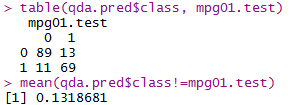 > table(qda.pred$class, mpg01.test)
mpg01.test
0 1
0 89 13
1 11 69
> mean(qda.pred$class!=mpg01.test)
[1] 0.1318681